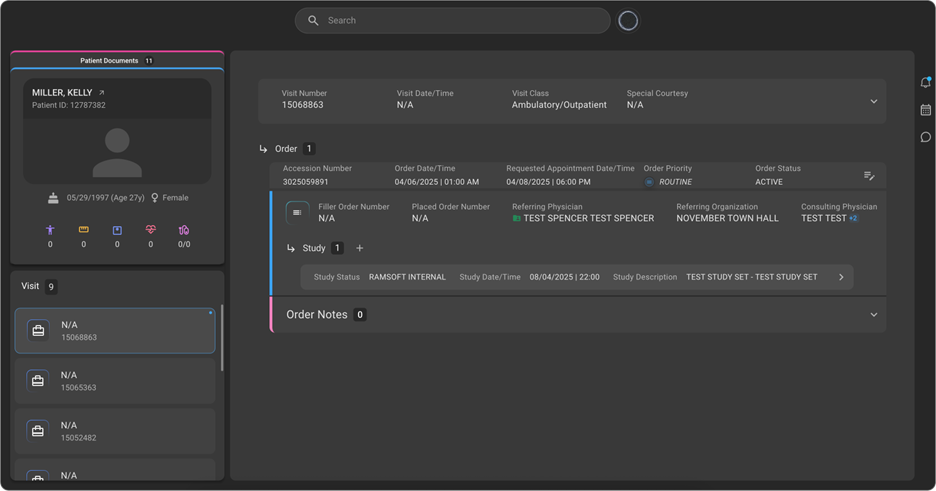 Search
Patient Documents 11
MILLER, KELLY
Patient ID: 12787382
05/29/1997 (Age 27y) Female
0 0 0 0 0/0
Visit 9
N/A
15068863
N/A
15065363
N/A
15052482
N/A
Visit Number Visit Date/Time Visit Class Special Courtesy
15068863 N/A Ambulatory/Outpatient N/A
Order 1
Accession Number Order Date/Time Requested Appointment Date/Time Order Priority Order Status
3025059891 04/06/2025 | 01:00 AM 04/08/2025 | 06:00 PM ROUTINE ACTIVE
Filler Order Number Placed Order Number Referring Physician Referring Organization Consulting Physician
N/A N/A TEST SPENCER TEST SPENCER NOVEMBER TOWN HALL TEST TEST +2
Study 1 +
Study Status RAMSOFT INTERNAL Study Date/Time 08/04/2025 | 22:00 Study Description TEST STUDY SET - TEST STUDY SET
Order Notes 0